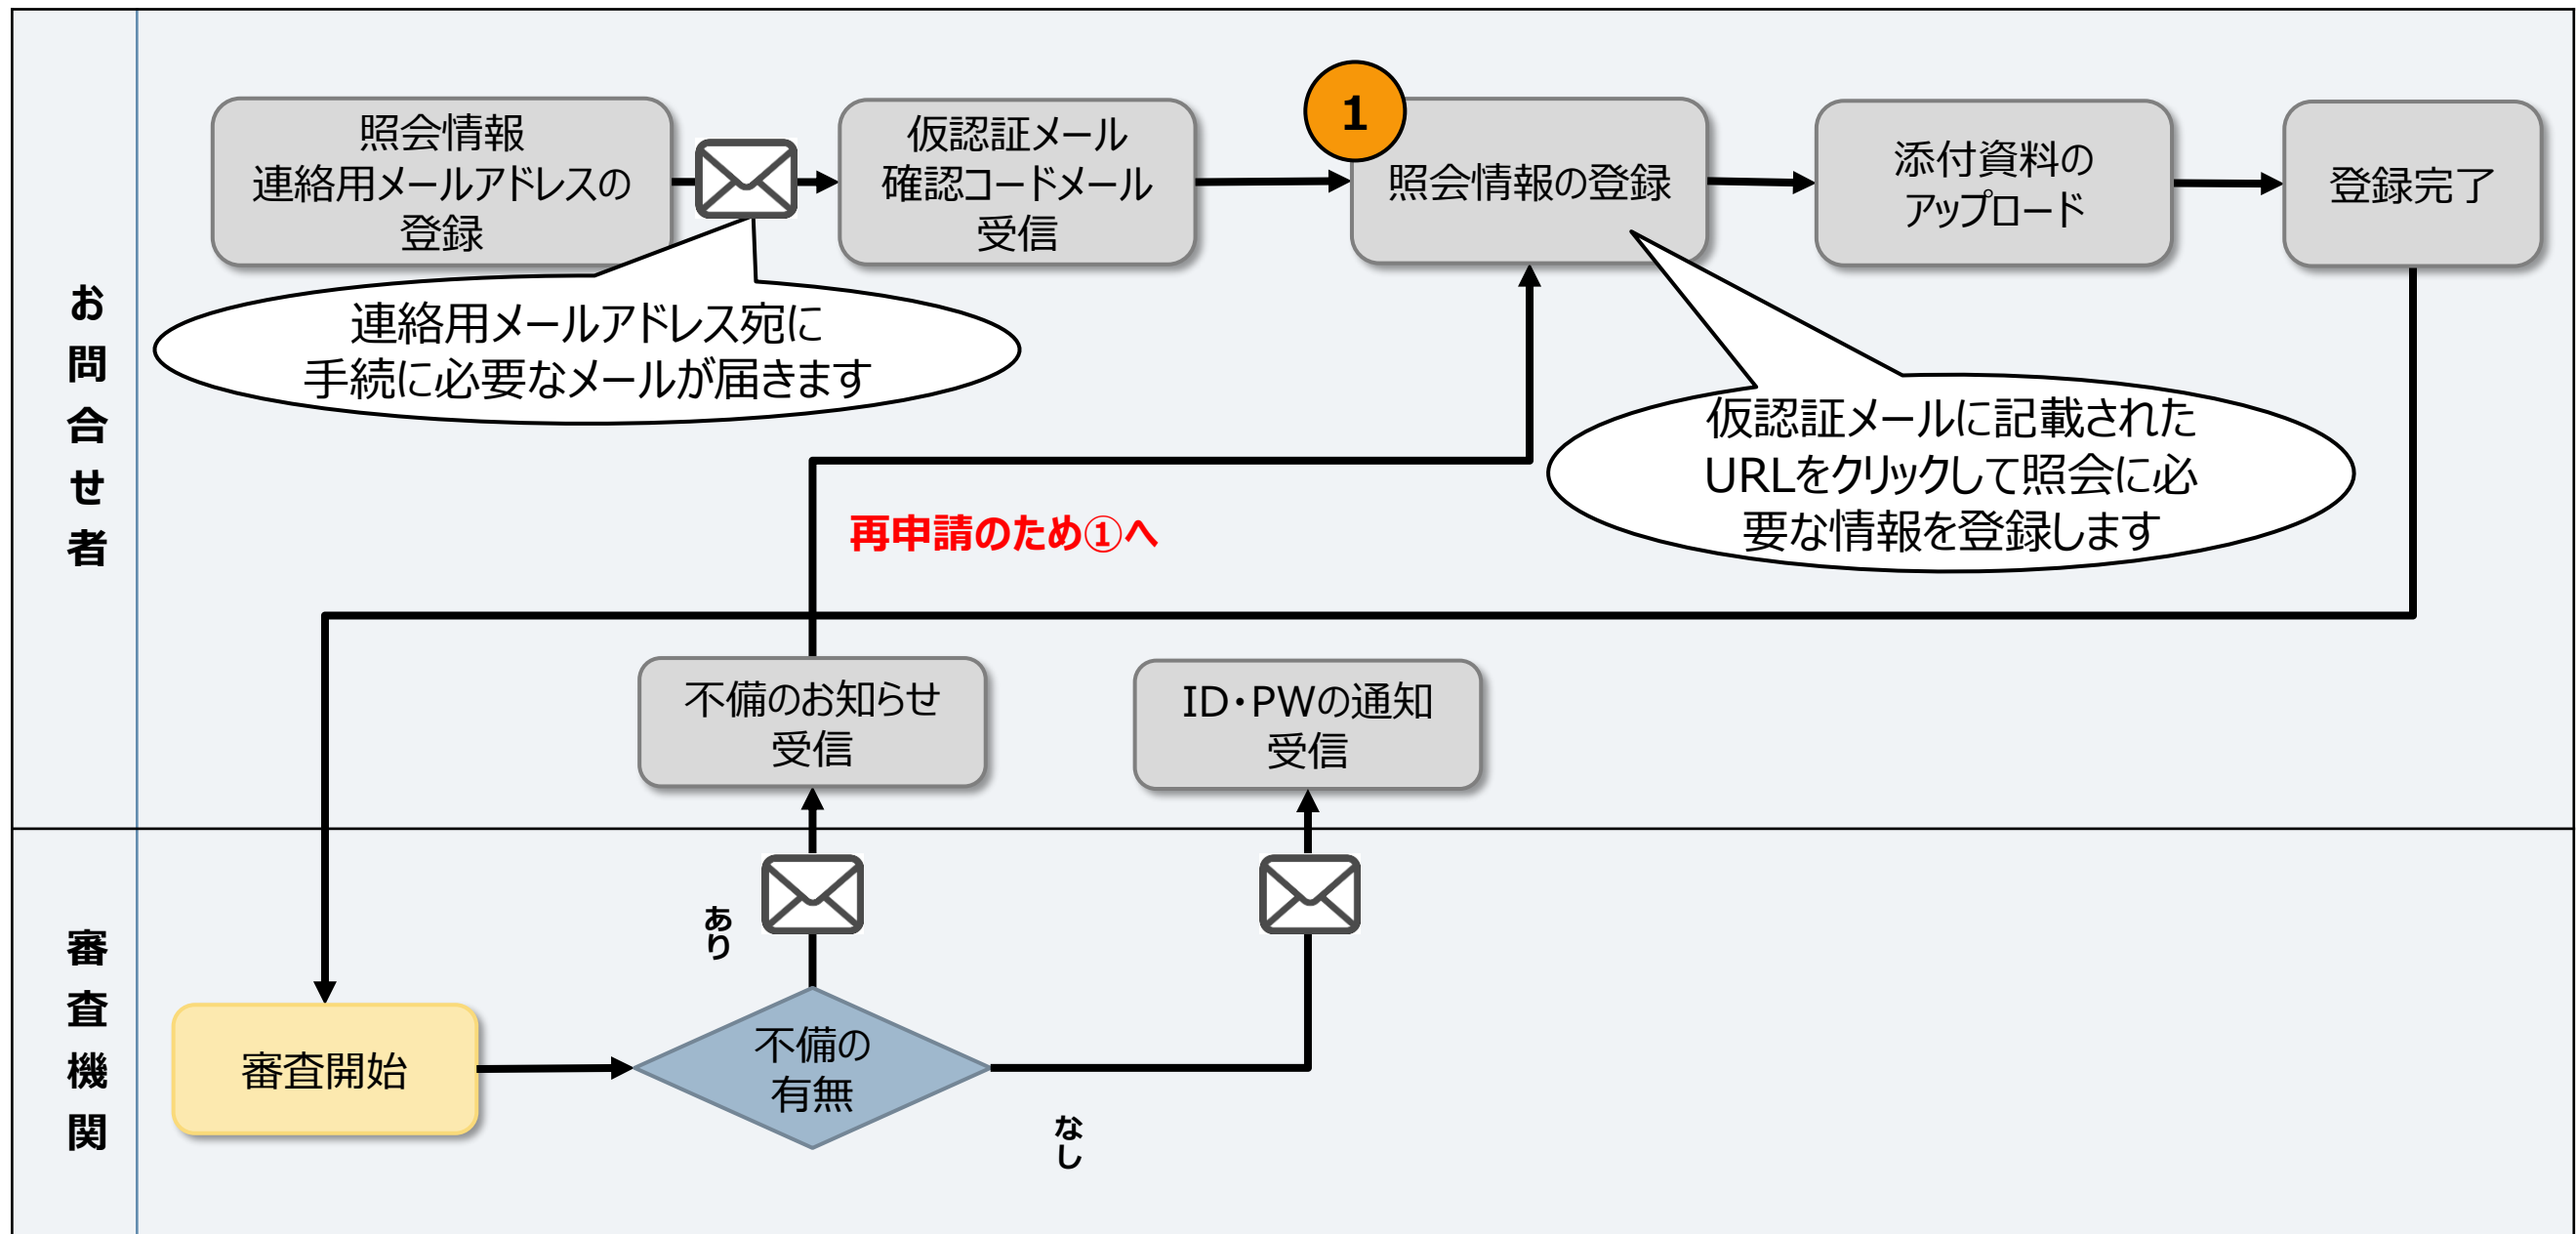 お問合せ者
照会情報
連絡用メールアドレスの
登録
仮認証メール
確認コードメール
受信
1
照会情報の登録
添付資料の
アップロード
登録完了
連絡用メールアドレス宛に
手続に必要なメールが届きます
仮認証メールに記載された
URLをクリックして照会に必
要な情報を登録します
再申請のため①へ
不備のお知らせ
受信
ID・PWの通知
受信
審査機関
あり
審査開始
不備の
有無
なし